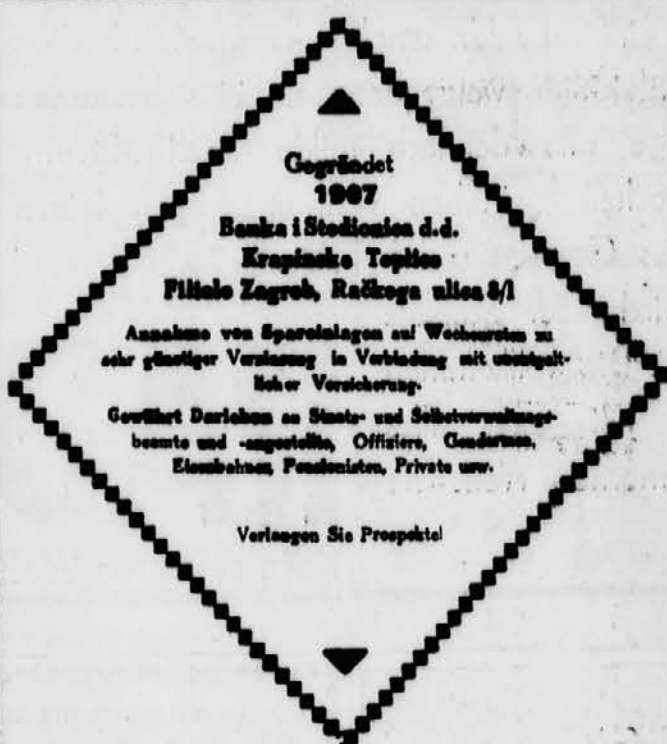 Gegründet
1907
Banka i Štedionica d.d.
Krapinske Toplice
Filiale Zagreb, Račkoga ulica 8/I
Annahme von Spareinlagen auf Wochenraten zu
sehr günstiger Verzinsung in Verbindung mit unentgelt-
licher Versicherung.
Gewährt Darlehen an Staats- und Selbstverwaltungs-
beamte und -angestellte, Offiziere, Gendarmen,
Eisenbahner, Pensionisten, Private usw.
Verlangen Sie Prospekte!